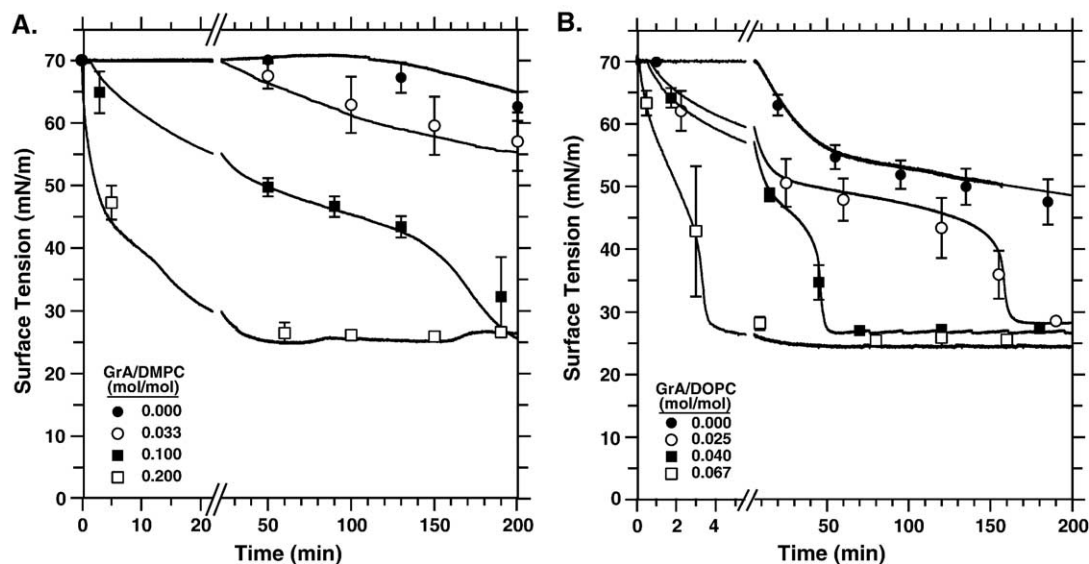 A.
Surface Tension (mN/m)
70
60
50
40
30
20
10
0
GrA/DMPC
(mol/mol)
0.000
0.033
0.100
0.200
0 10 20 50 100 150 200
Time (min)
B.
Surface Tension (mN/m)
70
60
50
40
30
20
10
0
GrA/DOPC
(mol/mol)
0.000
0.025
0.040
0.067
0 2 4 50 100 150 200
Time (min)